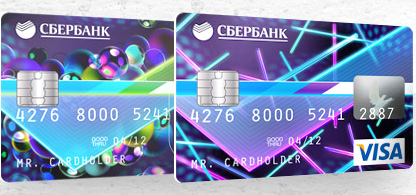 СБЕРБАНК
4276 8000 5241
GOOD THRU 04/12
MR. CARDHOLDER
СБЕРБАНК
4276 8000 5241 2887
GOOD THRU 04/12
MR. CARDHOLDER
VISA